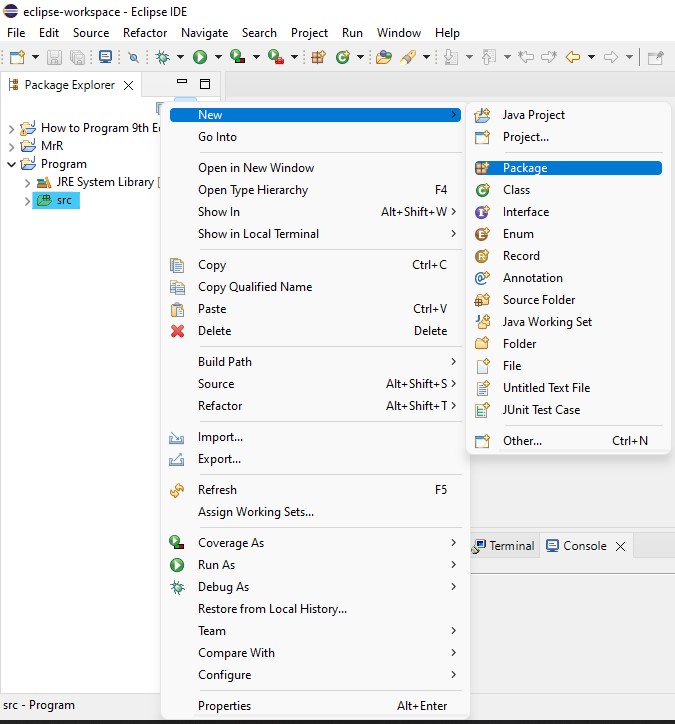 eclipse-workspace - Eclipse IDE
File Edit Source Refactor Navigate Search Project Run Window Help
Package Explorer
How to Program 9th E
MrR
Program
JRE System Library [
src
New
Go Into
Open in New Window
Open Type Hierarchy F4
Show In Alt+Shift+W
Show in Local Terminal
Copy Ctrl+C
Copy Qualified Name
Paste Ctrl+V
Delete Delete
Build Path
Source Alt+Shift+S
Refactor Alt+Shift+T
Import...
Export...
Refresh F5
Assign Working Sets...
Coverage As
Run As
Debug As
Restore from Local History...
Team
Compare With
Configure
Properties Alt+Enter
Java Project
Project...
Package
Class
Interface
Enum
Record
Annotation
Source Folder
Java Working Set
Folder
File
Untitled Text File
JUnit Test Case
Other... Ctrl+N
Terminal Console
src - Program